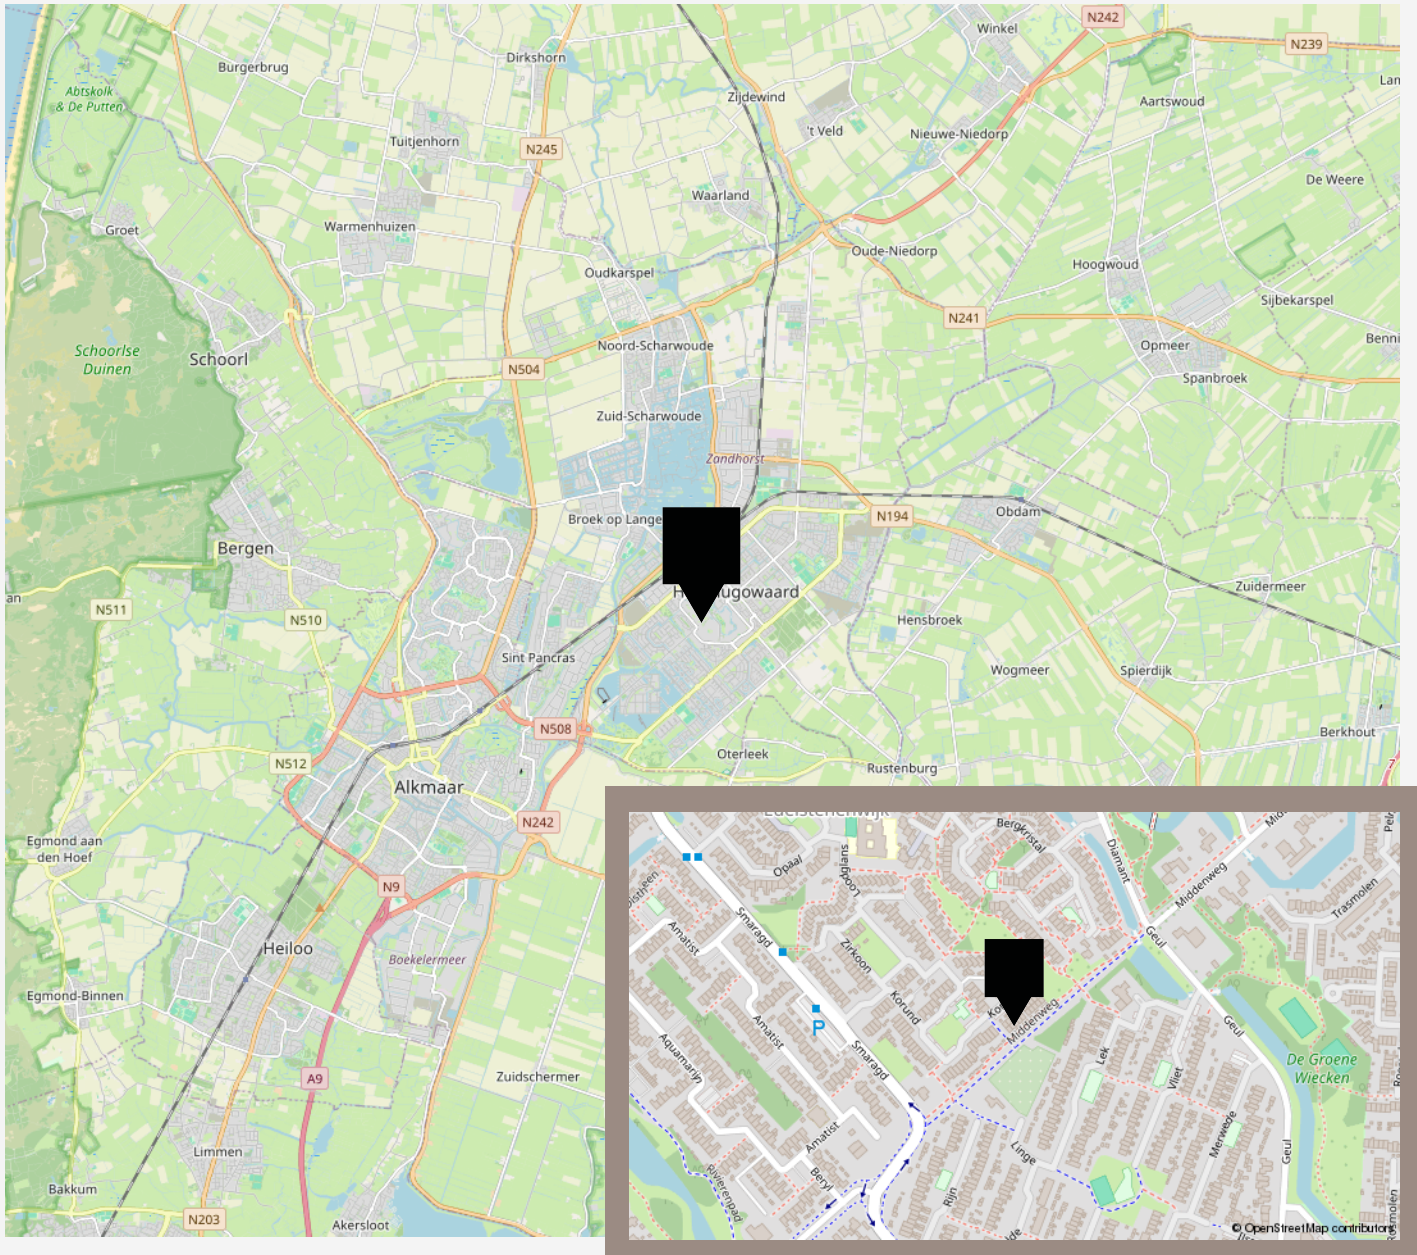 Winkel
N242
N239
Dirkshorn
Burgerbrug
Abtskolk
& De Putten
Zijdewind
Aartswoud
't Veld
Nieuwe-Niedorp
Tuitjenhorn
N245
De Weere
Waarland
Warmenhuizen
Groet
Oude-Niedorp
Hoogwoud
Oudkarspel
Sijbekarspel
N241
Schoorlse
Duinen
Schoorl
Noord-Scharwoude
Opmeer
Benni
N504
Spanbroek
Zuid-Scharwoude
Zandhorst
Obdam
N194
Broek op Lange
Bergen
Zuidermeer
an
N511
H
ugowaard
N510
Hensbroek
Sint Pancras
Wogmeer
Spierdijk
N508
Berkhout
Oterleek
N512
Rustenburg
7
Alkmaar
N242
Egmond aan
den Hoef
N9
Heiloo
Boekelermeer
Egmond-Binnen
A9
Zuidschermer
Limmen
Bakkum
N203
Akersloot
Edelstenenwijk
Bergkristal
Opaal
Loodglans
Diamant
Middenweg
Trasmolen
Smaragd
Amatist
Zirkoon
Geul
Korund
Ko
Middenweg
P
Amatist
Smaragd
Geul
Aquamarijn
Lek
Vliet
De Groene
Wiecken
Amatist
Merwede
Linge
Geul
Beryl
Rijn
Rivierenpad
© OpenStreetMap contributors